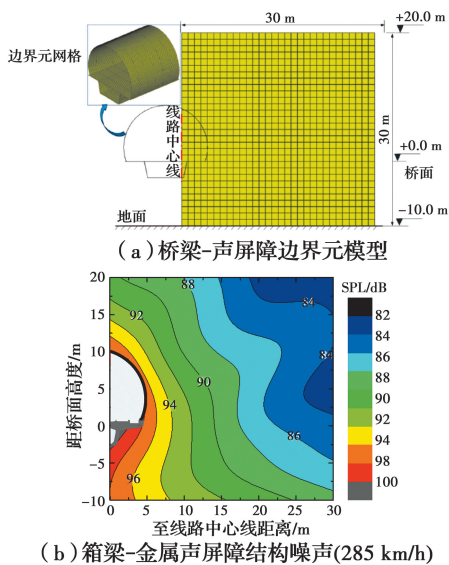 30 m
+20.0 m
边界元网格
线路中心线
30 m
+0.0 m
桥面
地面
-10.0 m
(a)桥梁-声屏障边界元模型
SPL/dB
82
84
86
88
90
92
94
98
100
距桥面高度/m
20
15
10
5
0
-5
-10
88
84
92
84
90
94
86
96
0 5 10 15 20 25 30
至线路中心线距离/m
(b)箱梁-金属声屏障结构噪声(285 km/h)